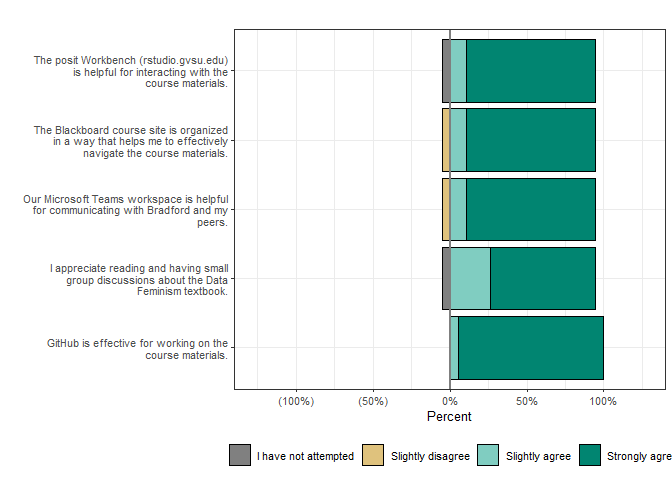 The posit Workbench (rstudio.gvsu.edu)
is helpful for interacting with the
course materials.
The Blackboard course site is organized
in a way that helps me to effectively
navigate the course materials.
Our Microsoft Teams workspace is helpful
for communicating with Bradford and my
peers.
I appreciate reading and having small
group discussions about the Data
Feminism textbook.
GitHub is effective for working on the
course materials.
(100%) (50%) 0% 50% 100%
Percent
I have not attempted Slightly disagree Slightly agree Strongly agre